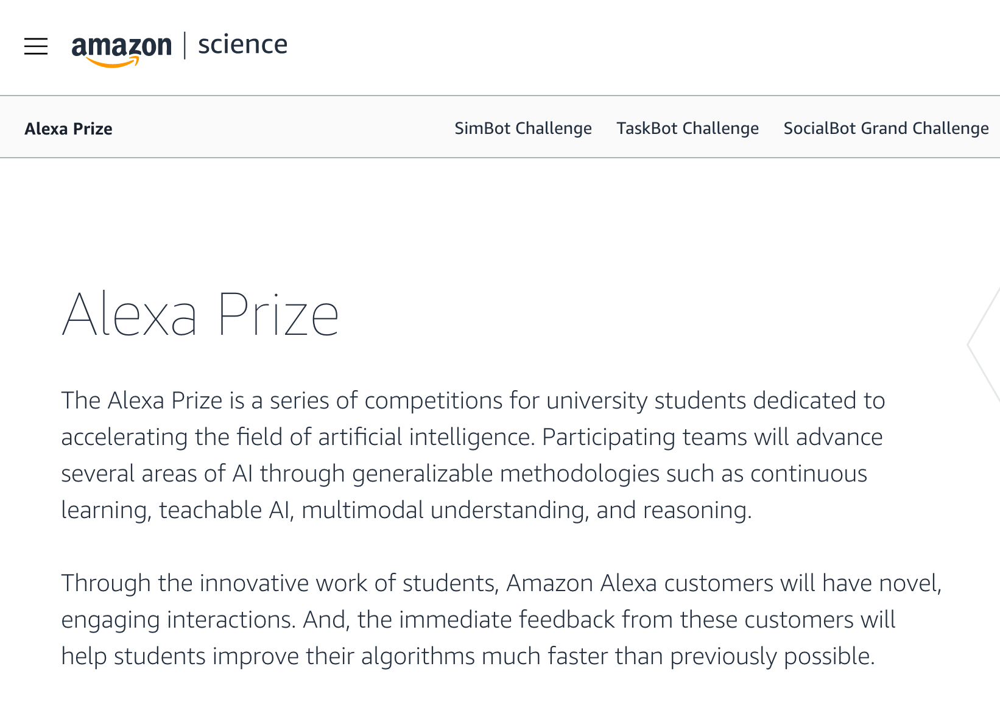 amazon | science
Alexa Prize
SimBot Challenge
TaskBot Challenge
SocialBot Grand Challenge
Alexa Prize
The Alexa Prize is a series of competitions for university students dedicated to
accelerating the field of artificial intelligence. Participating teams will advance
several areas of AI through generalizable methodologies such as continuous
learning, teachable AI, multimodal understanding, and reasoning.
Through the innovative work of students, Amazon Alexa customers will have novel,
engaging interactions. And, the immediate feedback from these customers will
help students improve their algorithms much faster than previously possible.